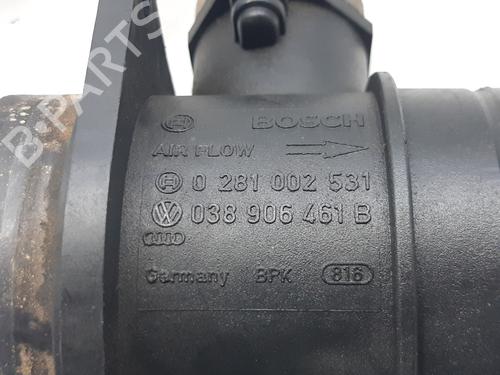 B-PARTS
BOSCH
AIR FLOW
0 281 002 531
038 906 461 B
Germany BPK 816